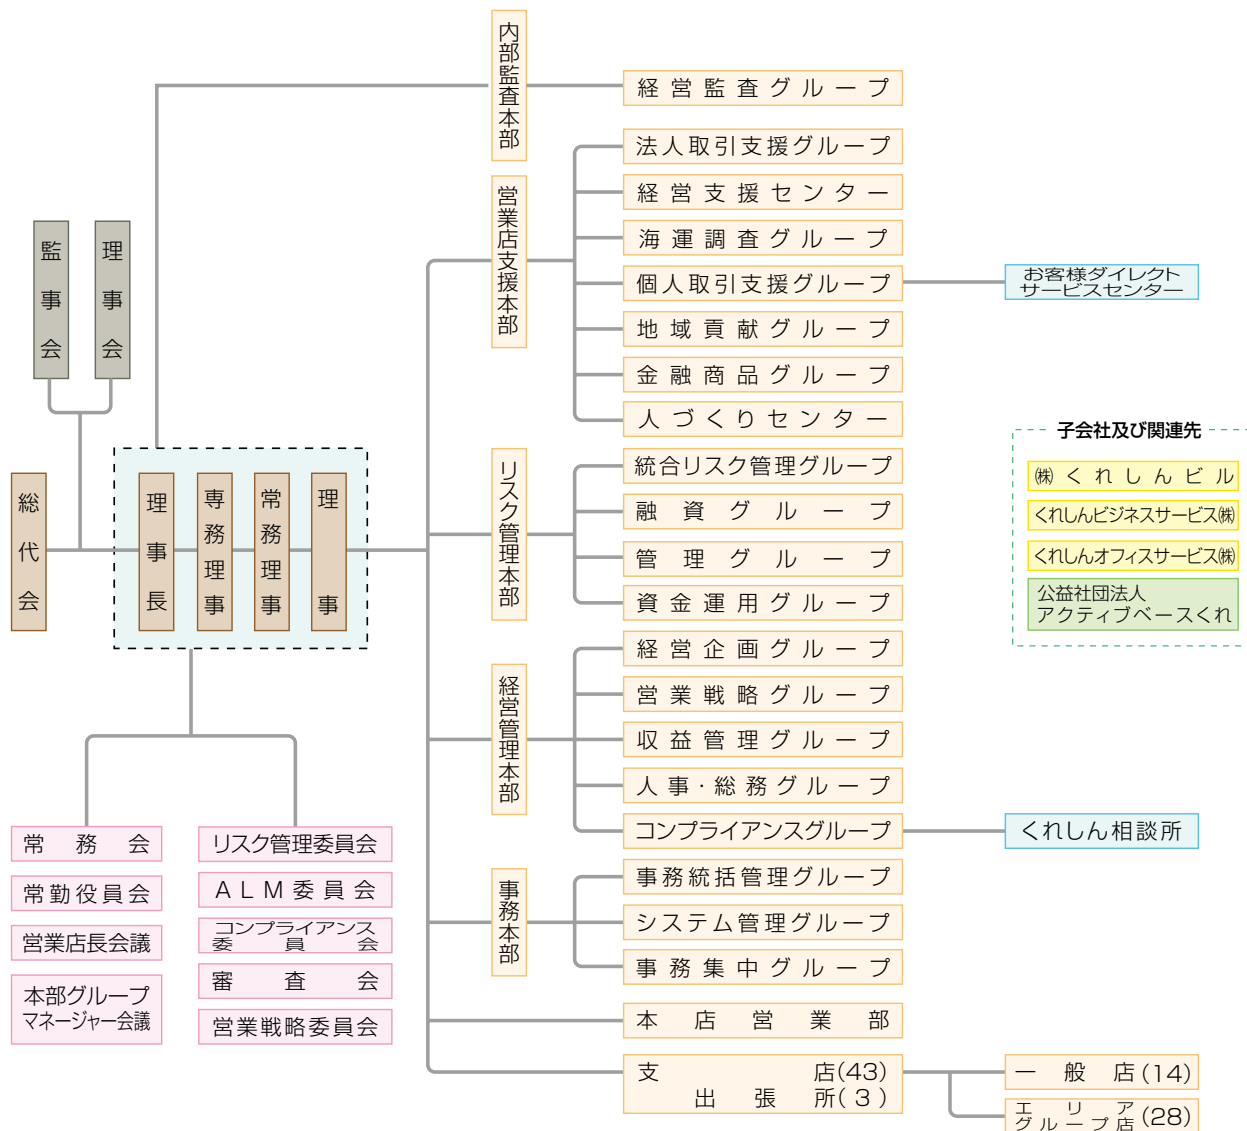 監事会
理事会
総代会
理事長
専務理事
常務理事
理事
常務会
常勤役員会
営業店長会議
本部グループ
マネージャー会議
リスク管理委員会
ALM委員会
コンプライアンス
委員会
審査会
営業戦略委員会
内部監査本部
経営監査グループ
営業店支援本部
法人取引支援グループ
経営支援センター
海運調査グループ
個人取引支援グループ
お客様ダイレクト
サービスセンター
地域貢献グループ
金融商品グループ
人づくりセンター
リスク管理本部
統合リスク管理グループ
融資グループ
管理グループ
資金運用グループ
経営管理本部
経営企画グループ
営業戦略グループ
収益管理グループ
人事・総務グループ
コンプライアンスグループ
くれしん相談所
事務本部
事務統括管理グループ
システム管理グループ
事務集中グループ
本店営業部
支店(43)
出張所(3)
一般店(14)
エリア
グループ店(28)
子会社及び関連先
㈱くれしんビル
くれしんビジネスサービス㈱
くれしんオフィスサービス㈱
公益社団法人
アクティブベースくれ